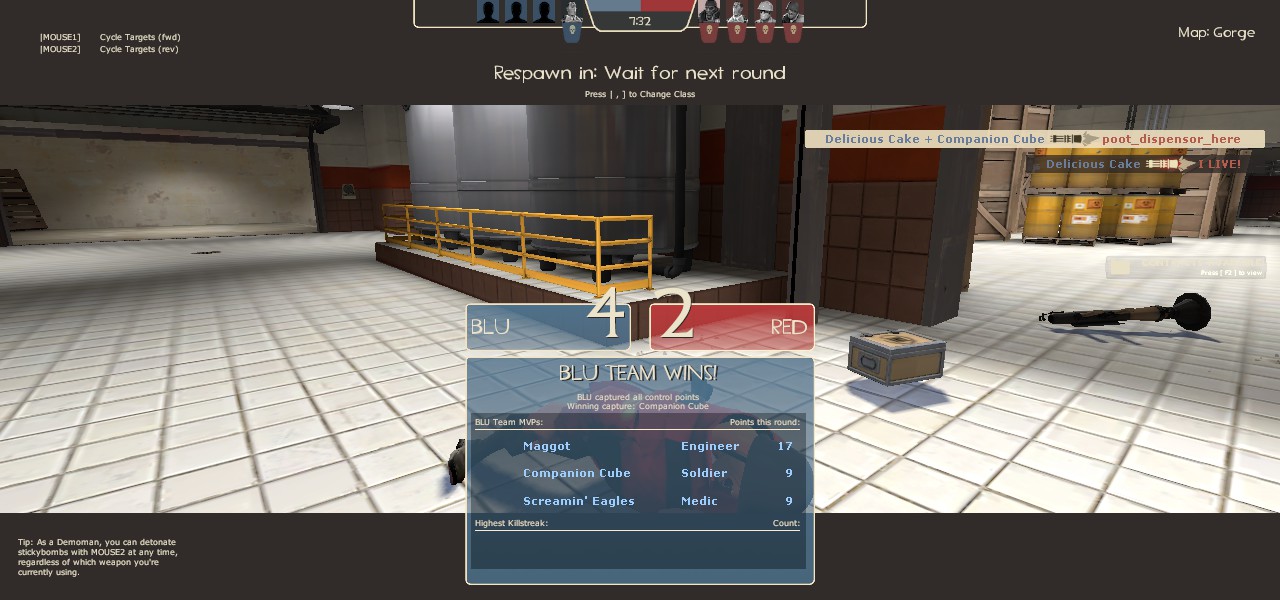 7:32
[MOUSE1] Cycle Targets (fwd)
[MOUSE2] Cycle Targets (rev)
Map: Gorge
Respawn in: Wait for next round
Press [ , ] to Change Class
Delicious Cake + Companion Cube poot_dispensor_here
Delicious Cake I LIVE!
Press [ F2 ] to view
BLU 4 2 RED
BLU TEAM WINS!
BLU captured all control points
Winning capture: Companion Cube
BLU Team MVPs: Points this round:
Maggot Engineer 17
Companion Cube Soldier 9
Screamin' Eagles Medic 9
Highest Killstreak: Count:
Tip: As a Demoman, you can detonate
stickybombs with MOUSE2 at any time,
regardless of which weapon you're
currently using.